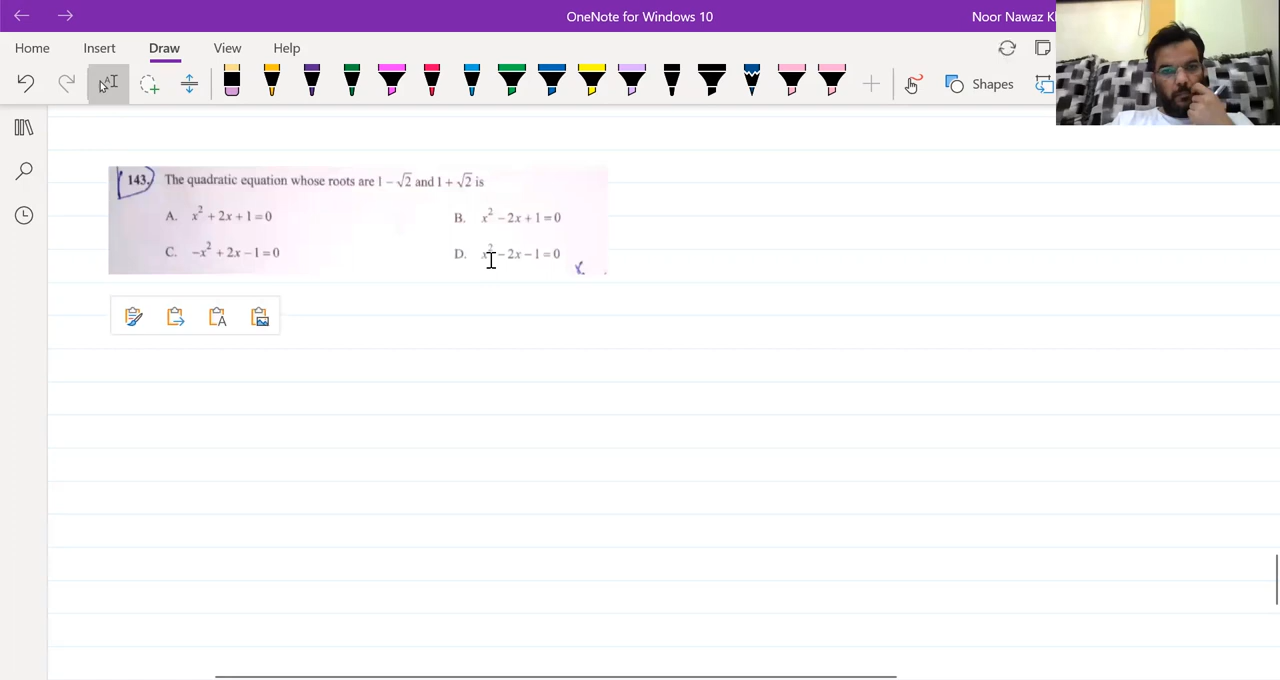 OneNote for Windows 10
Noor Nawaz
Home Insert Draw View Help
Shapes
143. The quadratic equation whose roots are 1 − √2 and 1 + √2 is
A. x² + 2x + 1 = 0 B. x² − 2x + 1 = 0
C. −x² + 2x − 1 = 0 D. x² − 2x − 1 = 0
x